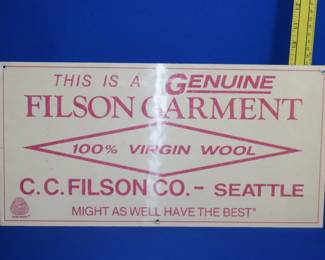 THIS IS A GENUINE
FILSON GARMENT
100% VIRGIN WOOL
C.C. FILSON CO. - SEATTLE
MIGHT AS WELL HAVE THE BEST®